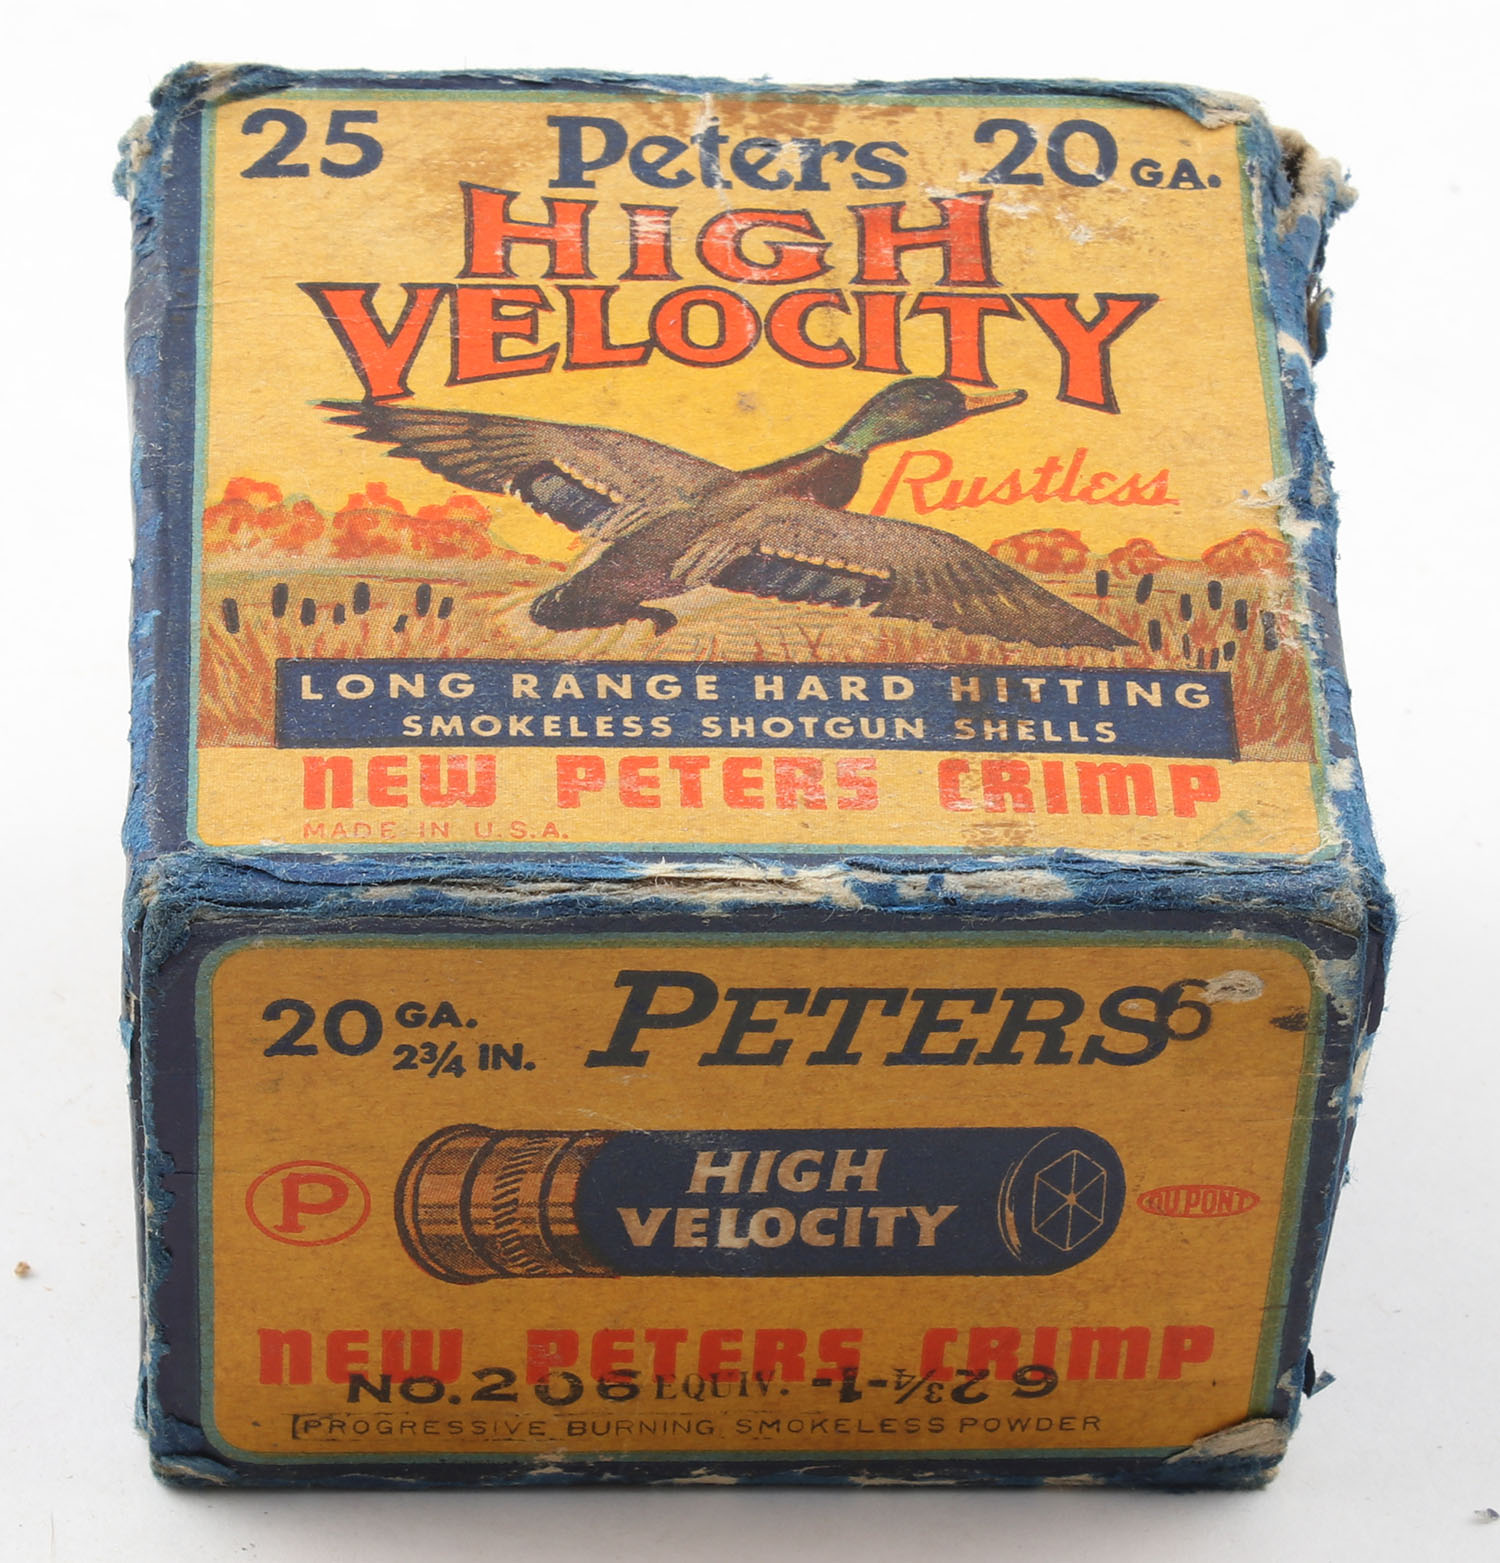 25 Peters 20 GA.
HIGH
VELOCITY
Rustless
LONG RANGE HARD HITTING
SMOKELESS SHOTGUN SHELLS
NEW PETERS CRIMP
MADE IN U.S.A.
20 GA. 2¾ IN. PETERS 6
HIGH
VELOCITY
P
DU PONT
NEW PETERS CRIMP
NO. 206 EQUIV. 2¾-1-6
PROGRESSIVE BURNING SMOKELESS POWDER